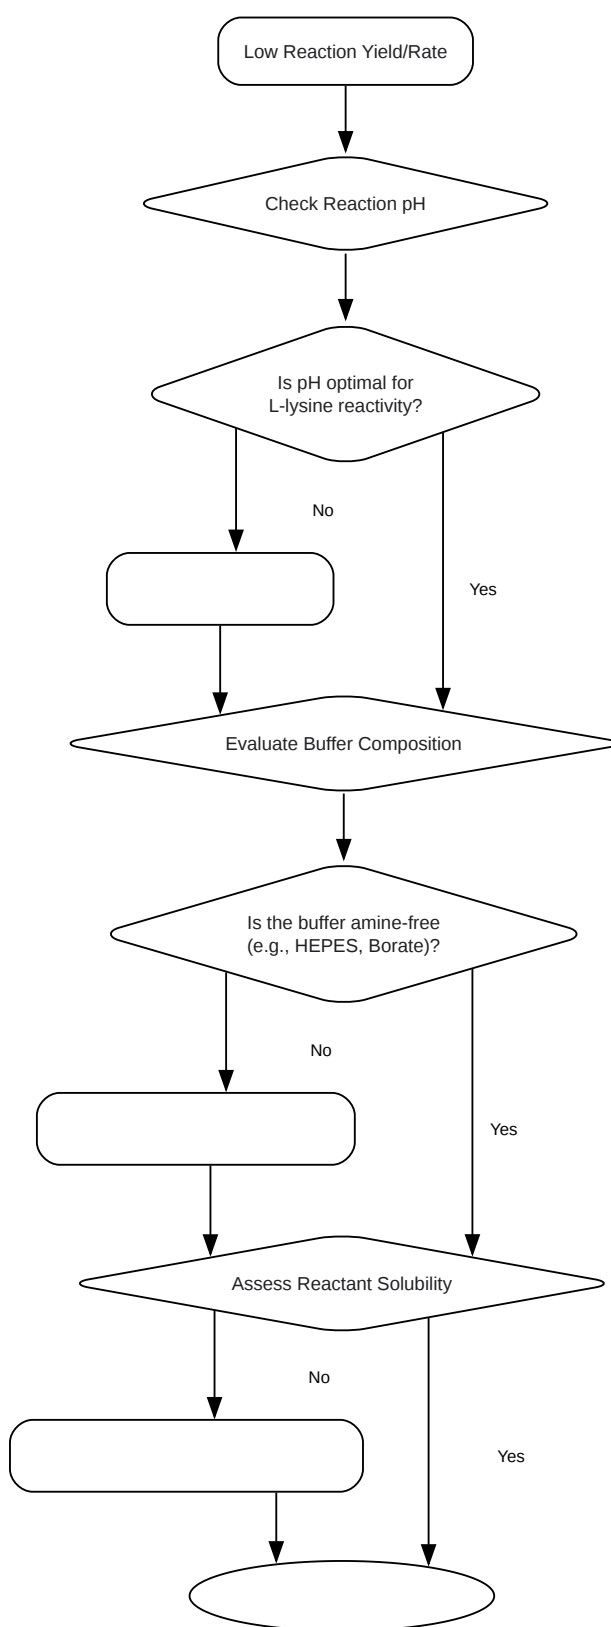 Low Reaction Yield/Rate
Check Reaction pH
Is pH optimal for
L-lysine reactivity?
No
Yes
Evaluate Buffer Composition
Is the buffer amine-free
(e.g., HEPES, Borate)?
No
Yes
Assess Reactant Solubility
No
Yes